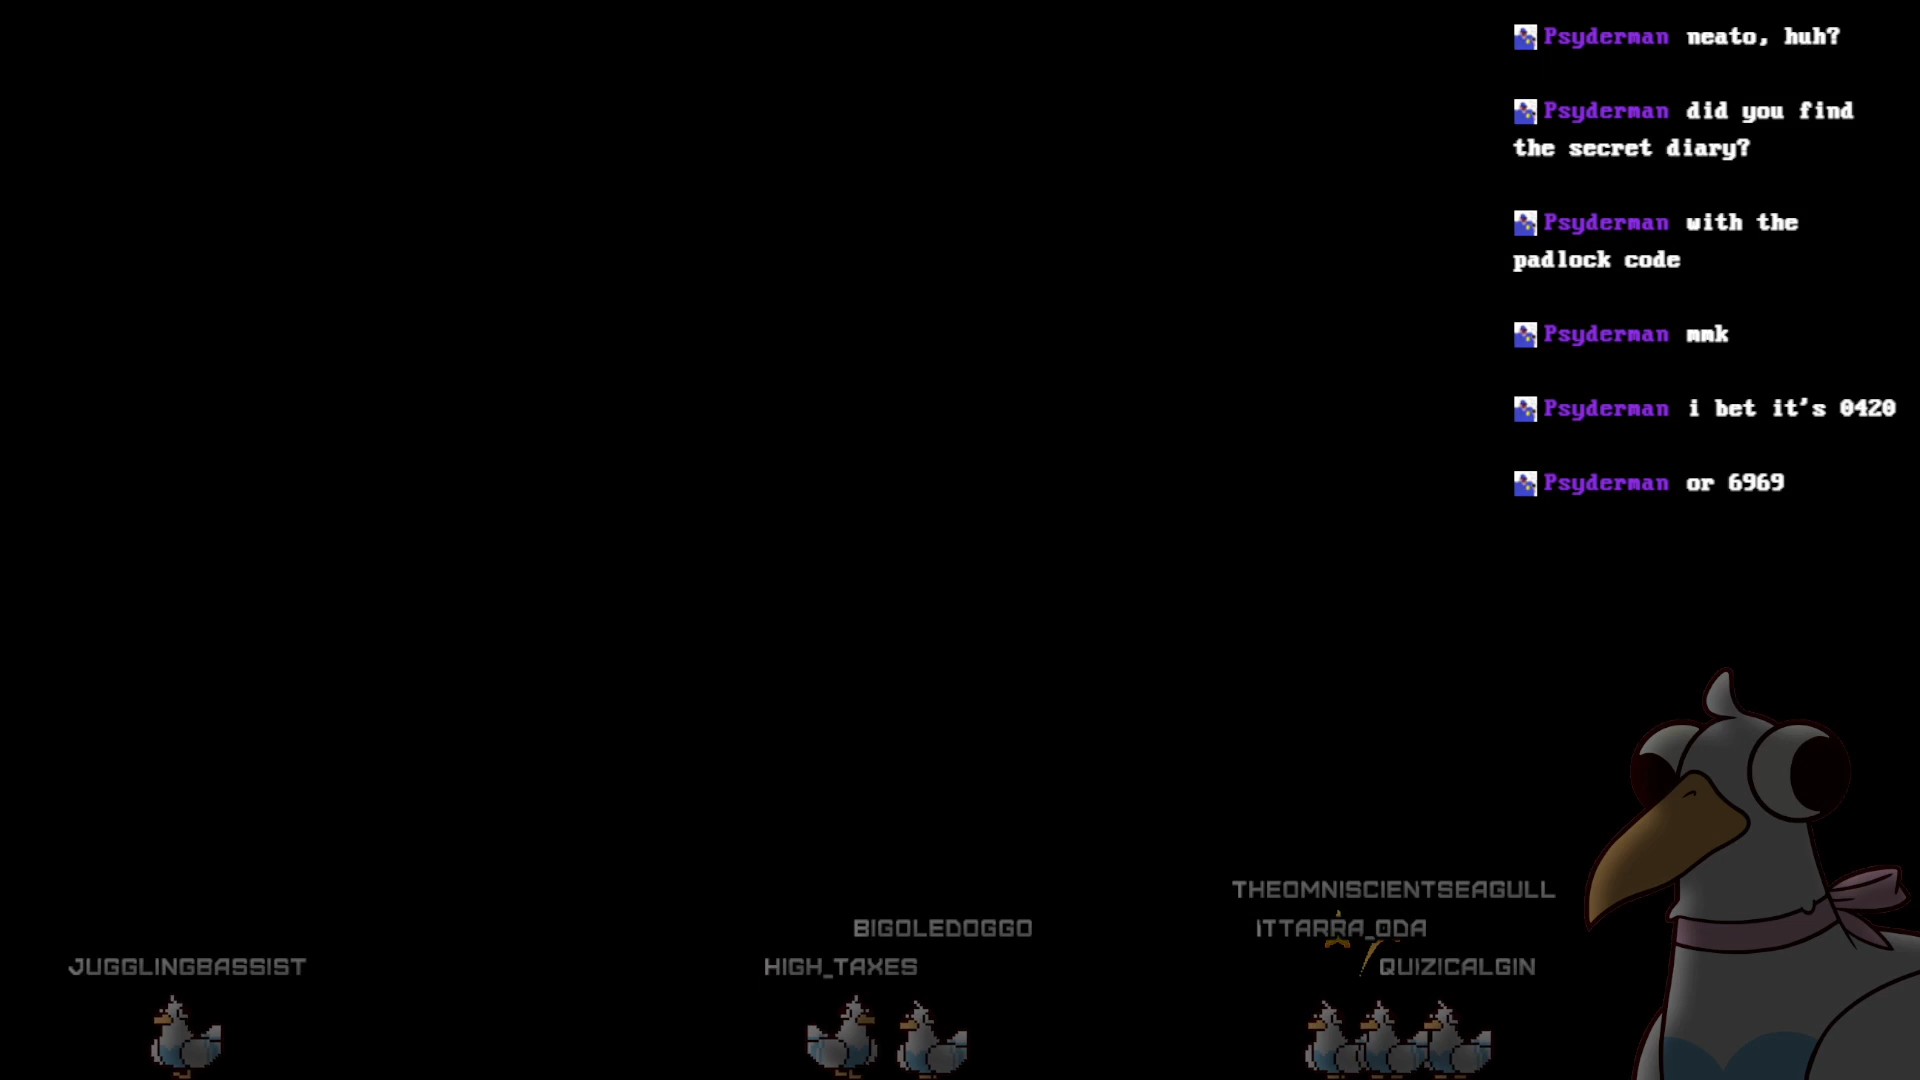 Psyderman neato, huh?
Psyderman did you find
the secret diary?
Psyderman with the
padlock code
Psyderman mmk
Psyderman i bet it's 0420
Psyderman or 6969
THEOMNISCIENTSEAGULL
BIGOLEDOGGO
ITTARRA_ODA
JUGGLINGBASSIST
HIGH_TAXES
QUIZICALGIN